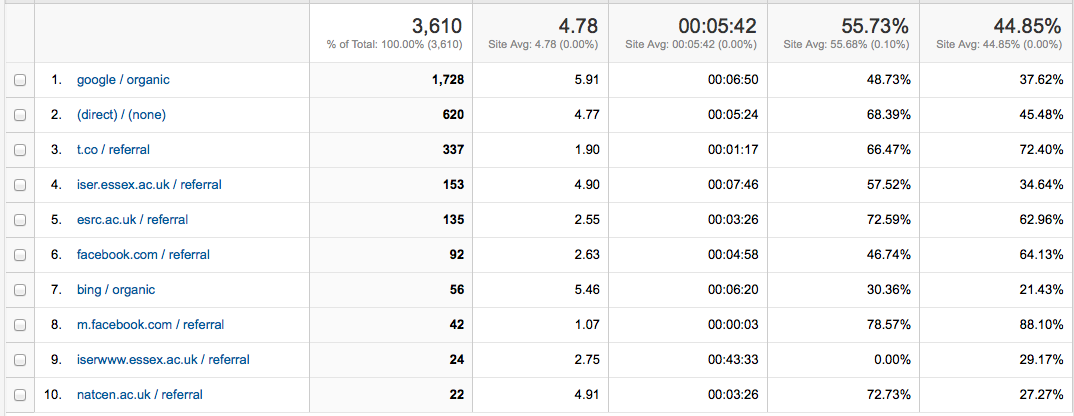 3,610 4.78 00:05:42 55.73% 44.85%
% of Total: 100.00% (3,610) Site Avg: 4.78 (0.00%) Site Avg: 00:05:42 (0.00%) Site Avg: 55.68% (0.10%) Site Avg: 44.85% (0.00%)
1. google / organic 1,728 5.91 00:06:50 48.73% 37.62%
2. (direct) / (none) 620 4.77 00:05:24 68.39% 45.48%
3. t.co / referral 337 1.90 00:01:17 66.47% 72.40%
4. iser.essex.ac.uk / referral 153 4.90 00:07:46 57.52% 34.64%
5. esrc.ac.uk / referral 135 2.55 00:03:26 72.59% 62.96%
6. facebook.com / referral 92 2.63 00:04:58 46.74% 64.13%
7. bing / organic 56 5.46 00:06:20 30.36% 21.43%
8. m.facebook.com / referral 42 1.07 00:00:03 78.57% 88.10%
9. iserwww.essex.ac.uk / referral 24 2.75 00:43:33 0.00% 29.17%
10. natcen.ac.uk / referral 22 4.91 00:03:26 72.73% 27.27%